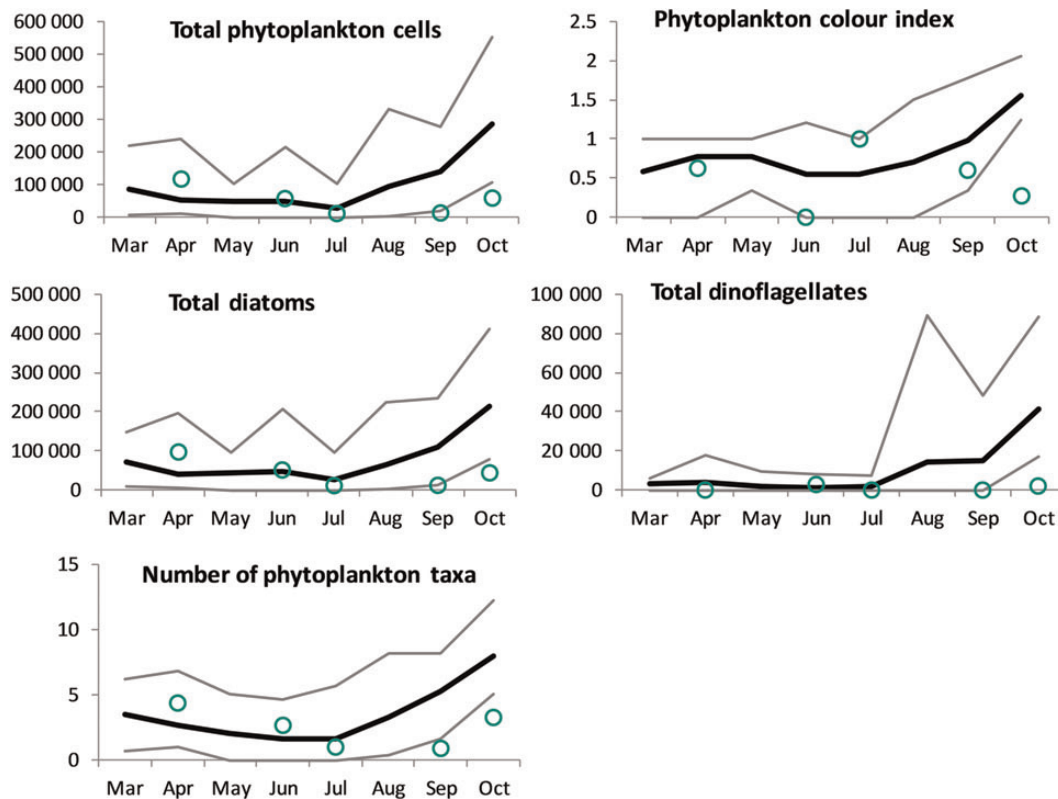 Total phytoplankton cells
600 000
500 000
400 000
300 000
200 000
100 000
0
Mar Apr May Jun Jul Aug Sep Oct
Phytoplankton colour index
2.5
2
1.5
1
0.5
0
Mar Apr May Jun Jul Aug Sep Oct
Total diatoms
500 000
400 000
300 000
200 000
100 000
0
Mar Apr May Jun Jul Aug Sep Oct
Total dinoflagellates
100 000
80 000
60 000
40 000
20 000
0
Mar Apr May Jun Jul Aug Sep Oct
Number of phytoplankton taxa
15
10
5
0
Mar Apr May Jun Jul Aug Sep Oct